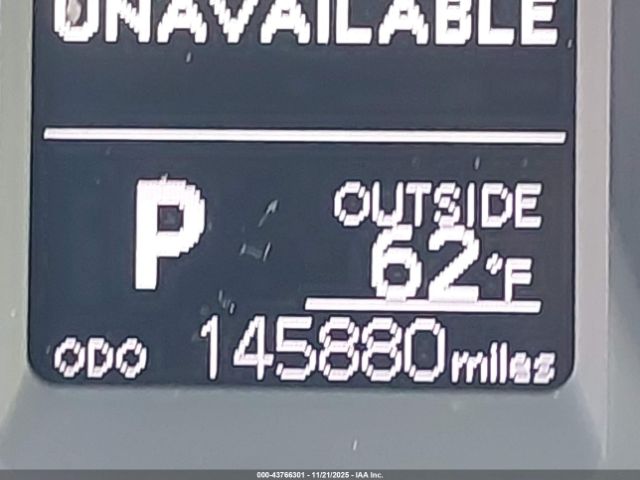 UNAVAILABLE
P
OUTSIDE
62°F
ODO 145880 miles
000-43766301 - 11/21/2025 - IAA Inc.